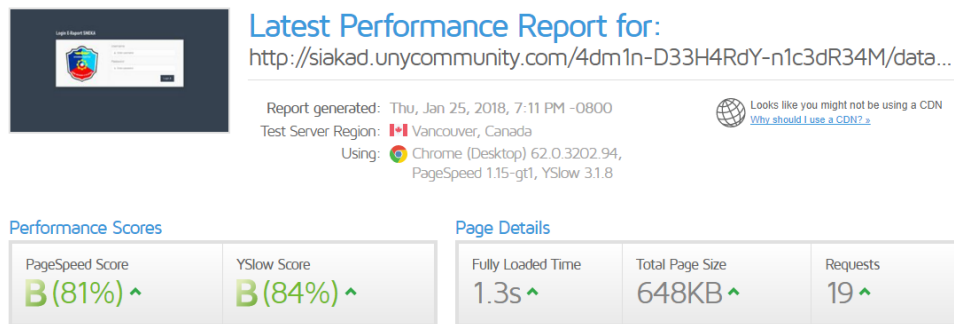 Login E Raport SMEKA
Latest Performance Report for:
http://siakad.unycommunity.com/4dm1n-D33H4RdY-n1c3dR34M/data...
Report generated: Thu, Jan 25, 2018, 7:11 PM -0800
Test Server Region: Vancouver, Canada
Using: Chrome (Desktop) 62.0.3202.94,
PageSpeed 1.15-gt1, YSlow 3.1.8
Looks like you might not be using a CDN
Why should I use a CDN? »
Performance Scores
Page Details
PageSpeed Score
YSlow Score
Fully Loaded Time
Total Page Size
Requests
B (81%)
B (84%)
1.3s
648KB
19